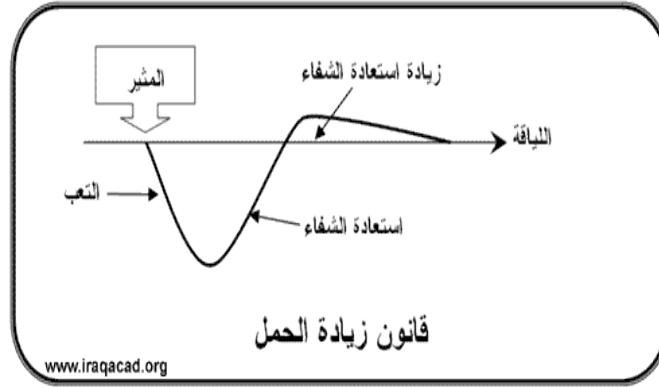 المثير
زيادة استعادة الشفاء
اللياقة
التعب
استعادة الشفاء
قانون زيادة الحمل
www.iraqacad.org